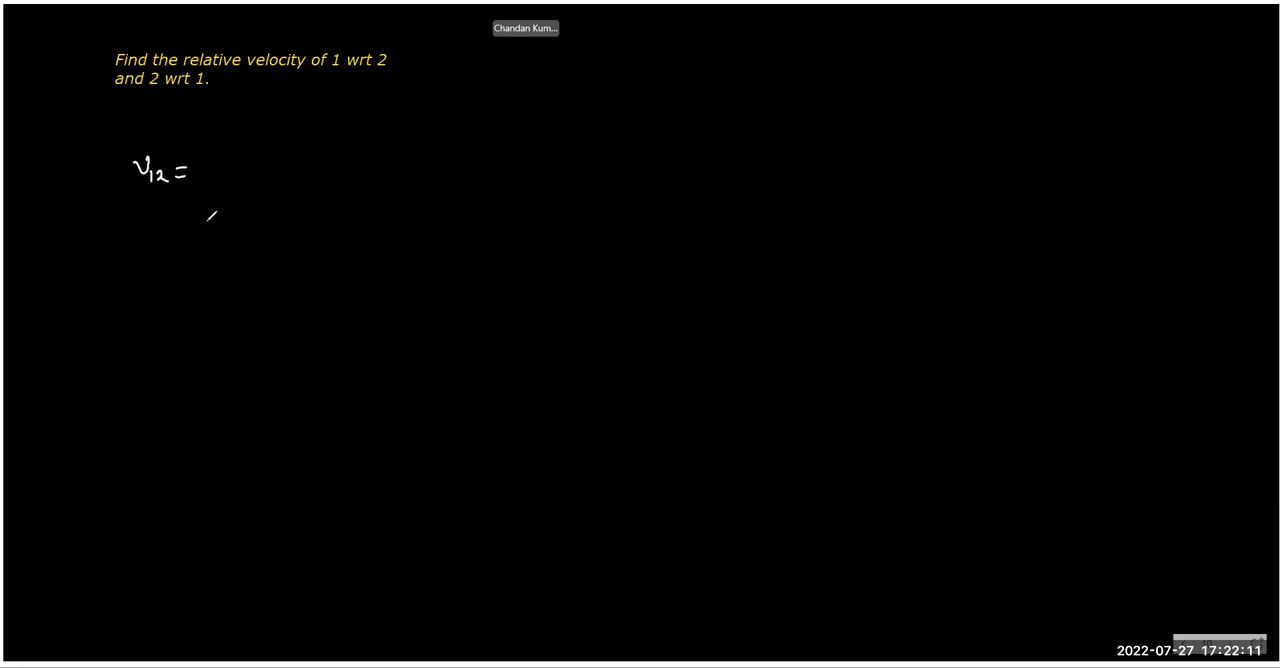 Chandan Kum...
Find the relative velocity of 1 wrt 2
and 2 wrt 1.
v₁₂ =
2022-07-27 17:22:11